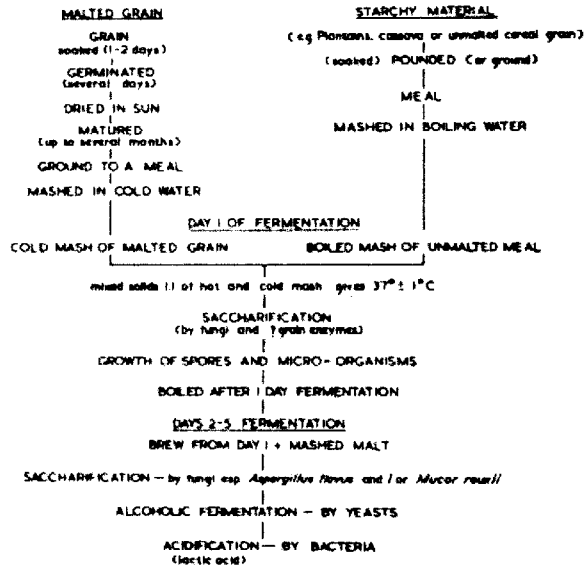 MALTED GRAIN
GRAIN
soaked (1-2 days)
GERMINATED
(several days)
DRIED IN SUN
MATURED
(up to several months)
GROUND TO A MEAL
MASHED IN COLD WATER
STARCHY MATERIAL
(e.g Plantains, cassava or unmalted cereal grain)
(soaked) POUNDED (or ground)
MEAL
MASHED IN BOILING WATER
DAY 1 OF FERMENTATION
COLD MASH OF MALTED GRAIN
BOILED MASH OF UNMALTED MEAL
mixed solids 1:1 of hot and cold mash gives 37° ± 1°C
SACCHARIFICATION
(by fungi and ? grain enzymes)
GROWTH OF SPORES AND MICRO-ORGANISMS
BOILED AFTER 1 DAY FERMENTATION
DAYS 2-5 FERMENTATION
BREW FROM DAY 1 + MASHED MALT
SACCHARIFICATION — by fungi esp Aspergillus flavus and / or Mucor rouxii
ALCOHOLIC FERMENTATION — BY YEASTS
ACIDIFICATION — BY BACTERIA
(lactic acid)